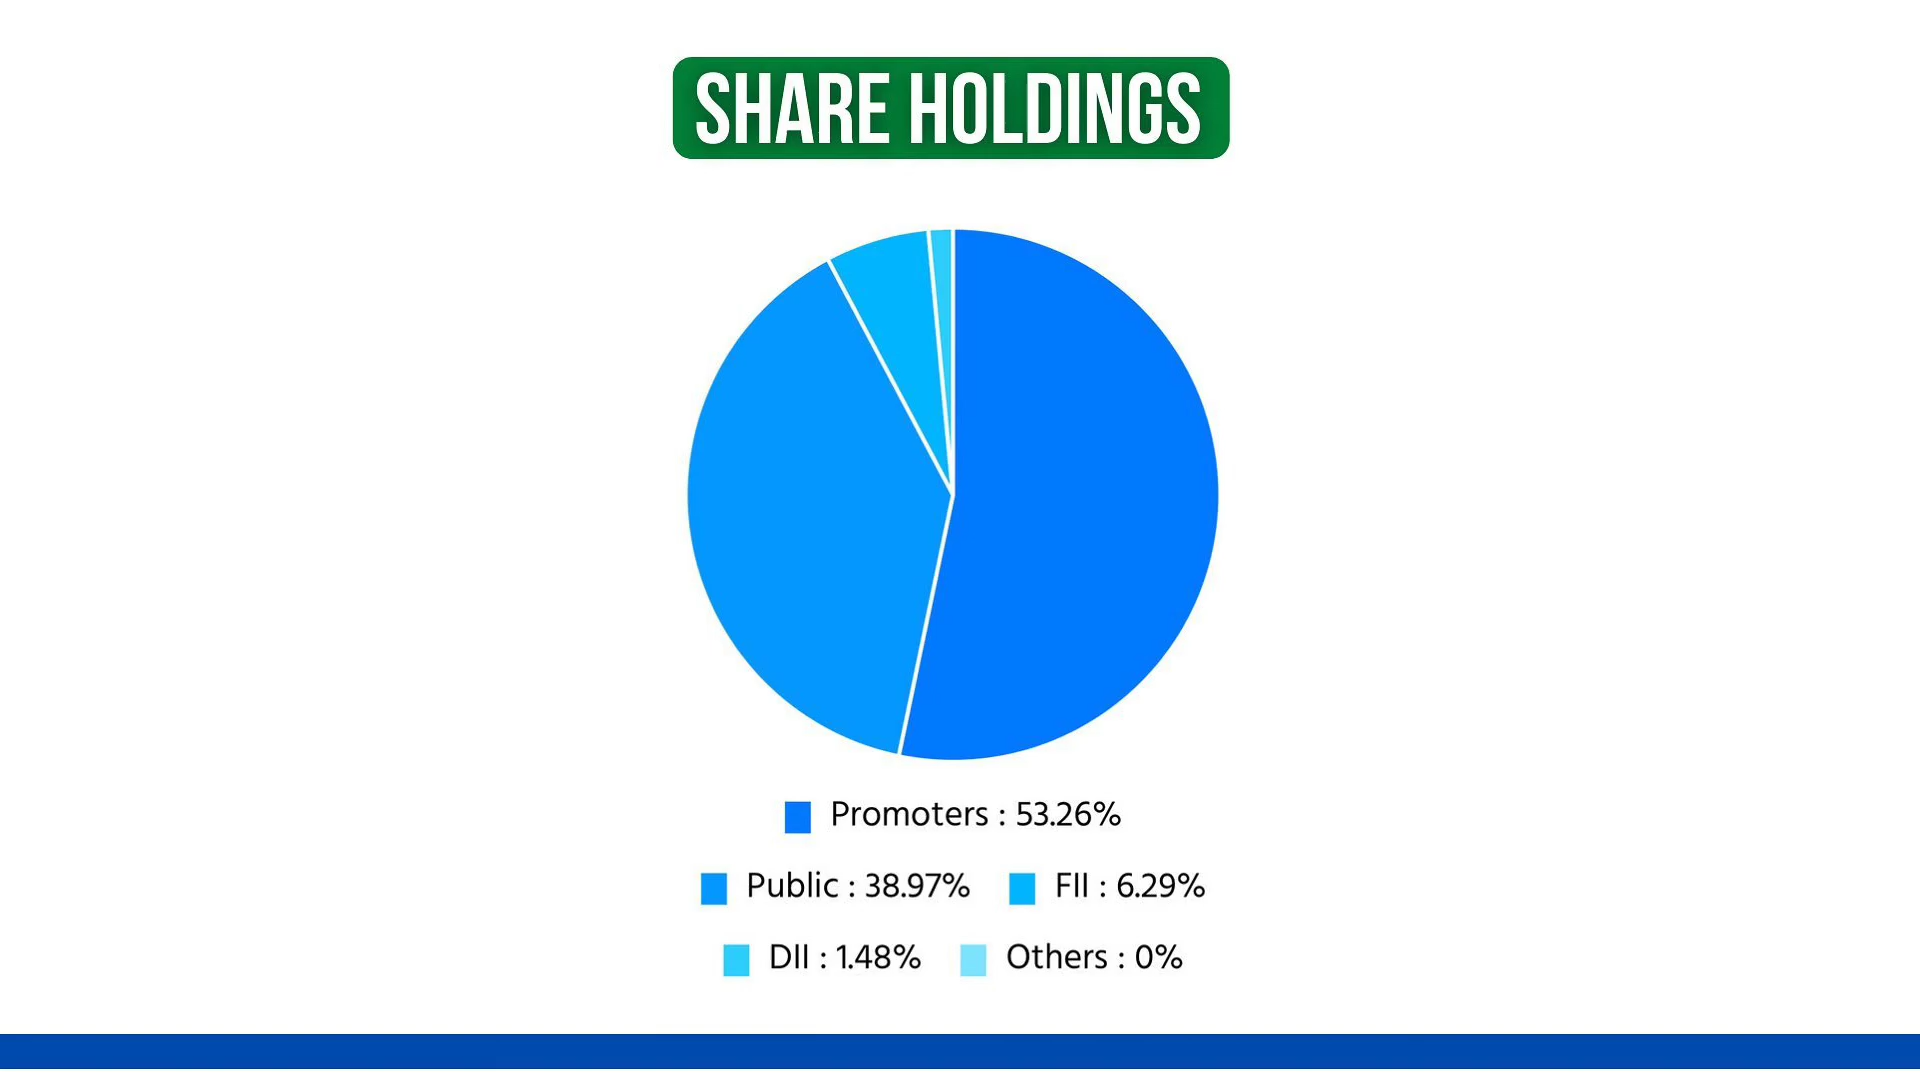 SHARE HOLDINGS
Promoters : 53.26%
Public : 38.97% FII : 6.29%
DII : 1.48% Others : 0%